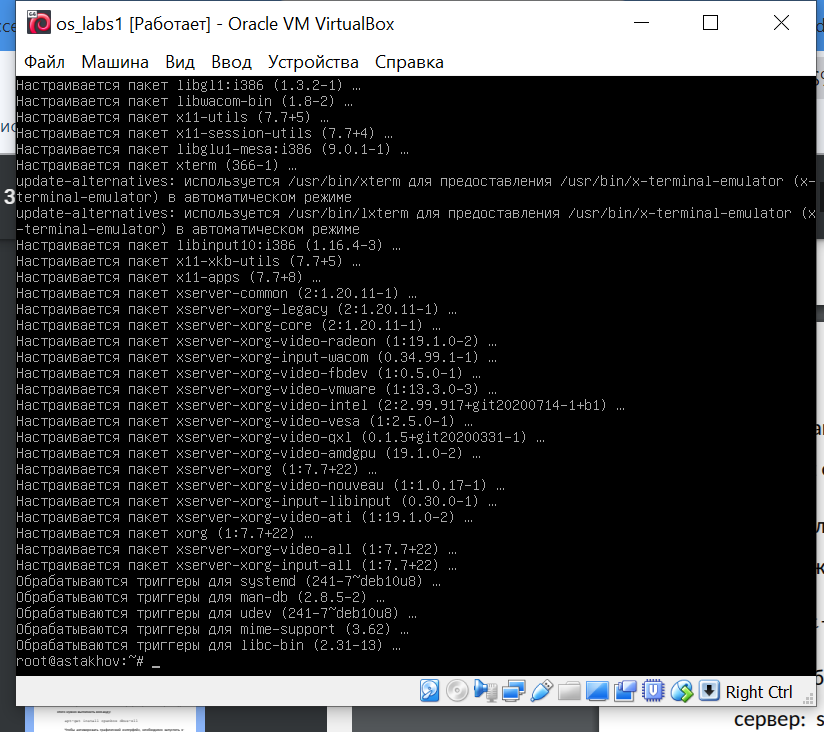 os_labs1 [Работает] - Oracle VM VirtualBox
Файл Машина Вид Ввод Устройства Справка
Настраивается пакет libgl1:i386 (1.3.2-1) …
Настраивается пакет libwacom-bin (1.8-2) …
Настраивается пакет x11-utils (7.7+5) …
Настраивается пакет x11-session-utils (7.7+4) …
Настраивается пакет libglu1-mesa:i386 (9.0.1-1) …
Настраивается пакет xterm (366-1) …
update-alternatives: используется /usr/bin/xterm для предоставления /usr/bin/x-terminal-emulator (x-
terminal-emulator) в автоматическом режиме
update-alternatives: используется /usr/bin/lxterm для предоставления /usr/bin/x-terminal-emulator (x
-terminal-emulator) в автоматическом режиме
Настраивается пакет libinput10:i386 (1.16.4-3) …
Настраивается пакет x11-xkb-utils (7.7+5) …
Настраивается пакет x11-apps (7.7+8) …
Настраивается пакет xserver-common (2:1.20.11-1) …
Настраивается пакет xserver-xorg-legacy (2:1.20.11-1) …
Настраивается пакет xserver-xorg-core (2:1.20.11-1) …
Настраивается пакет xserver-xorg-video-radeon (1:19.1.0-2) …
Настраивается пакет xserver-xorg-input-wacom (0.34.99.1-1) …
Настраивается пакет xserver-xorg-video-fbdev (1:0.5.0-1) …
Настраивается пакет xserver-xorg-video-vmware (1:13.3.0-3) …
Настраивается пакет xserver-xorg-video-intel (2:2.99.917+git20200714-1+b1) …
Настраивается пакет xserver-xorg-video-vesa (1:2.5.0-1) …
Настраивается пакет xserver-xorg-video-qxl (0.1.5+git20200331-1) …
Настраивается пакет xserver-xorg-video-amdgpu (19.1.0-2) …
Настраивается пакет xserver-xorg (1:7.7+22) …
Настраивается пакет xserver-xorg-video-nouveau (1:1.0.17-1) …
Настраивается пакет xserver-xorg-input-libinput (0.30.0-1) …
Настраивается пакет xserver-xorg-video-ati (1:19.1.0-2) …
Настраивается пакет xorg (1:7.7+22) …
Настраивается пакет xserver-xorg-video-all (1:7.7+22) …
Настраивается пакет xserver-xorg-input-all (1:7.7+22) …
Обрабатываются триггеры для systemd (241-7~deb10u8) …
Обрабатываются триггеры для man-db (2.8.5-2) …
Обрабатываются триггеры для udev (241-7~deb10u8) …
Обрабатываются триггеры для mime-support (3.62) …
Обрабатываются триггеры для libc-bin (2.31-13) …
root@astakhov:~# _
Right Ctrl
сервер: s